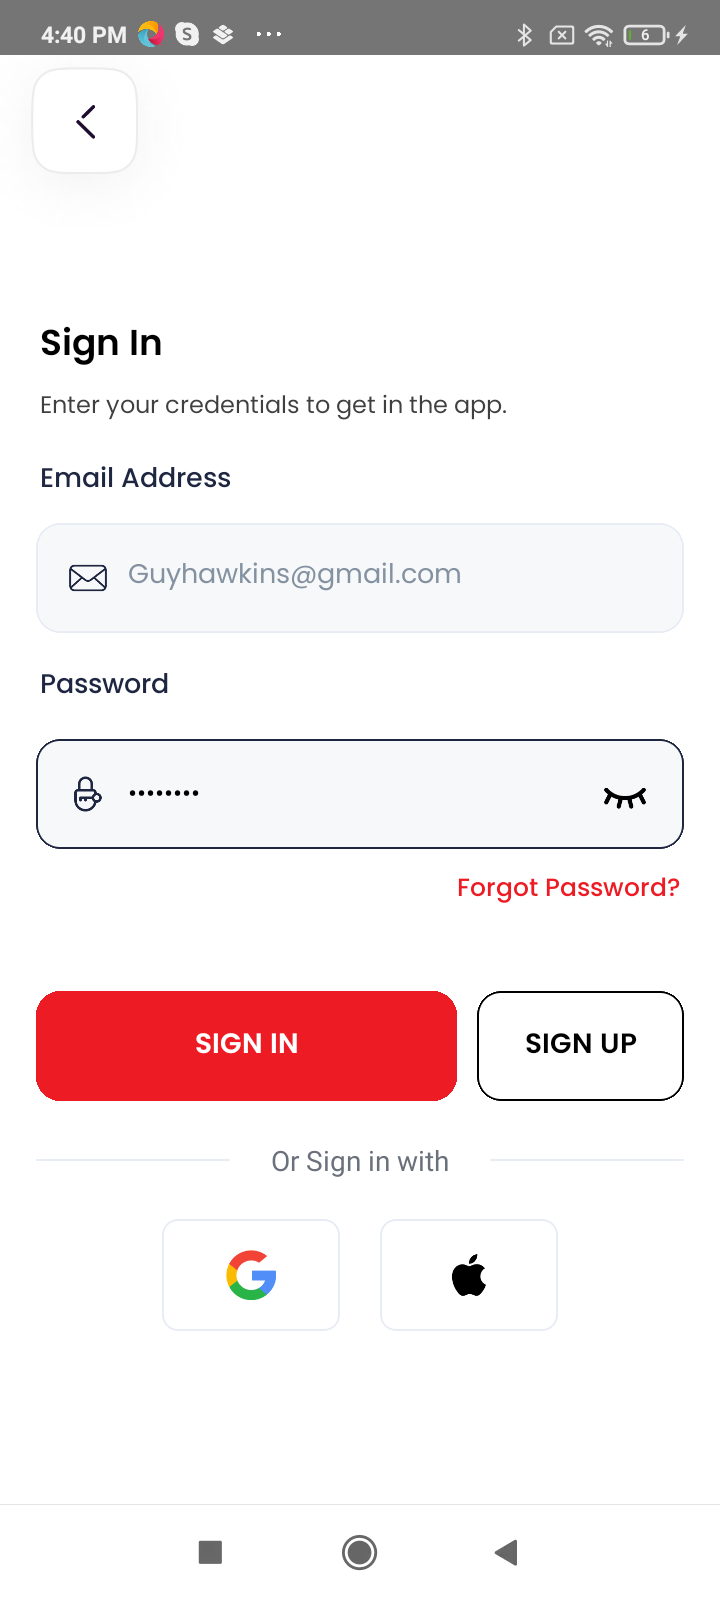 4:40 PM S ... 6
Sign In
Enter your credentials to get in the app.
Email Address
Guyhawkins@gmail.com
Password
••••••••
Forgot Password?
SIGN IN
SIGN UP
Or Sign in with